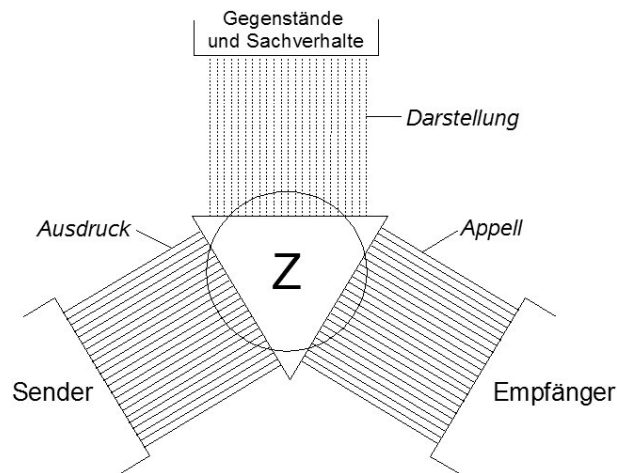 Gegenstände
und Sachverhalte
Darstellung
Ausdruck
Appell
Z
Sender
Empfänger